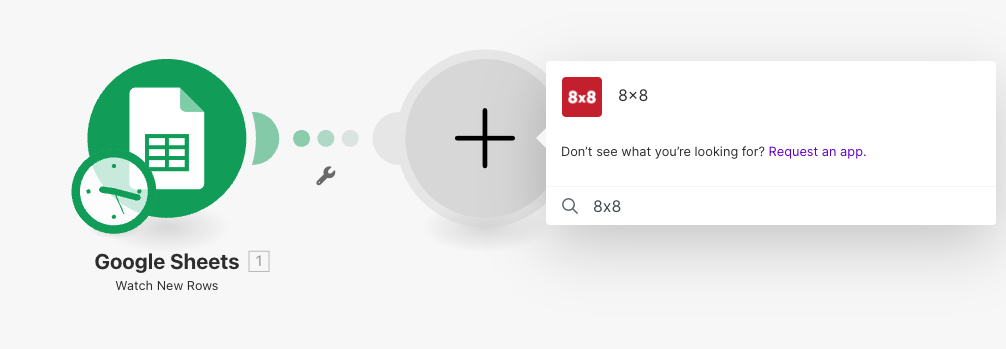 8x8
8×8
Don't see what you're looking for? Request an app.
8x8
Google Sheets 1
Watch New Rows